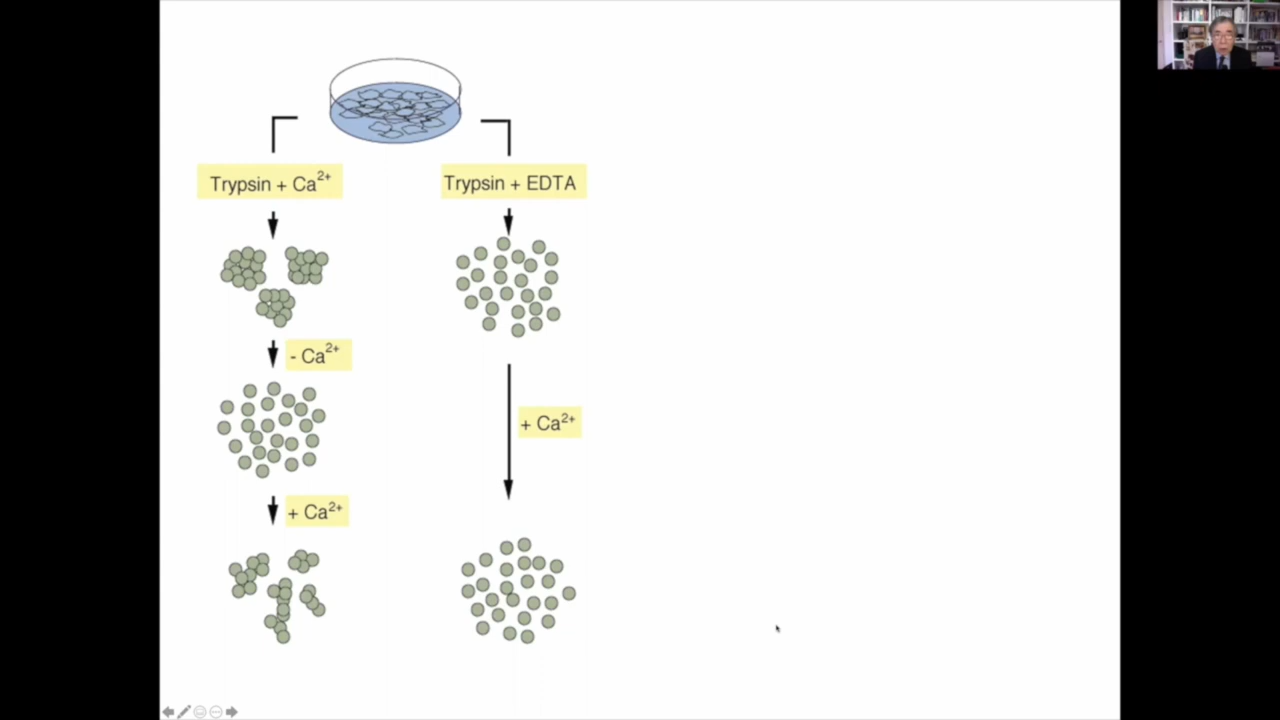 Trypsin + Ca2+
Trypsin + EDTA
- Ca2+
+ Ca2+
+ Ca2+